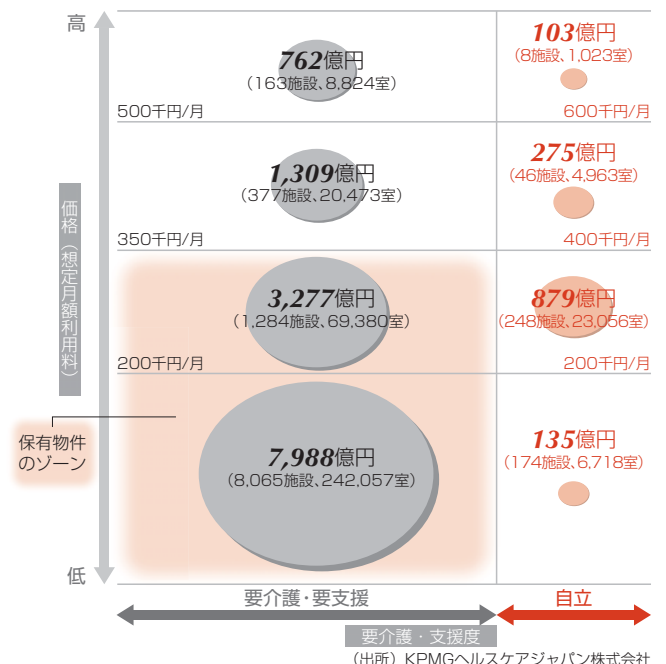 高
762億円
(163施設、8,824室)
103億円
(8施設、1,023室)
500千円/月
600千円/月
1,309億円
(377施設、20,473室)
275億円
(46施設、4,963室)
価格（想定月額利用料）
350千円/月
400千円/月
3,277億円
(1,284施設、69,380室)
879億円
(248施設、23,056室)
200千円/月
200千円/月
保有物件
のゾーン
7,988億円
(8,065施設、242,057室)
135億円
(174施設、6,718室)
低
要介護・要支援
自立
要介護・支援度
(出所) KPMGヘルスケアジャパン株式会社